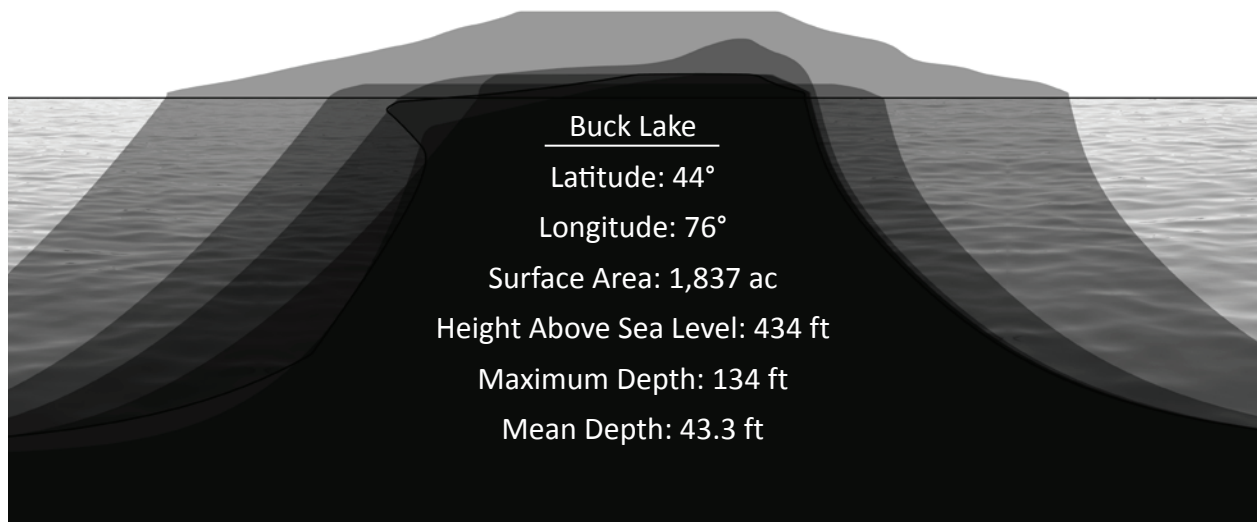 Buck Lake
Latitude: 44°
Longitude: 76°
Surface Area: 1,837 ac
Height Above Sea Level: 434 ft
Maximum Depth: 134 ft
Mean Depth: 43.3 ft